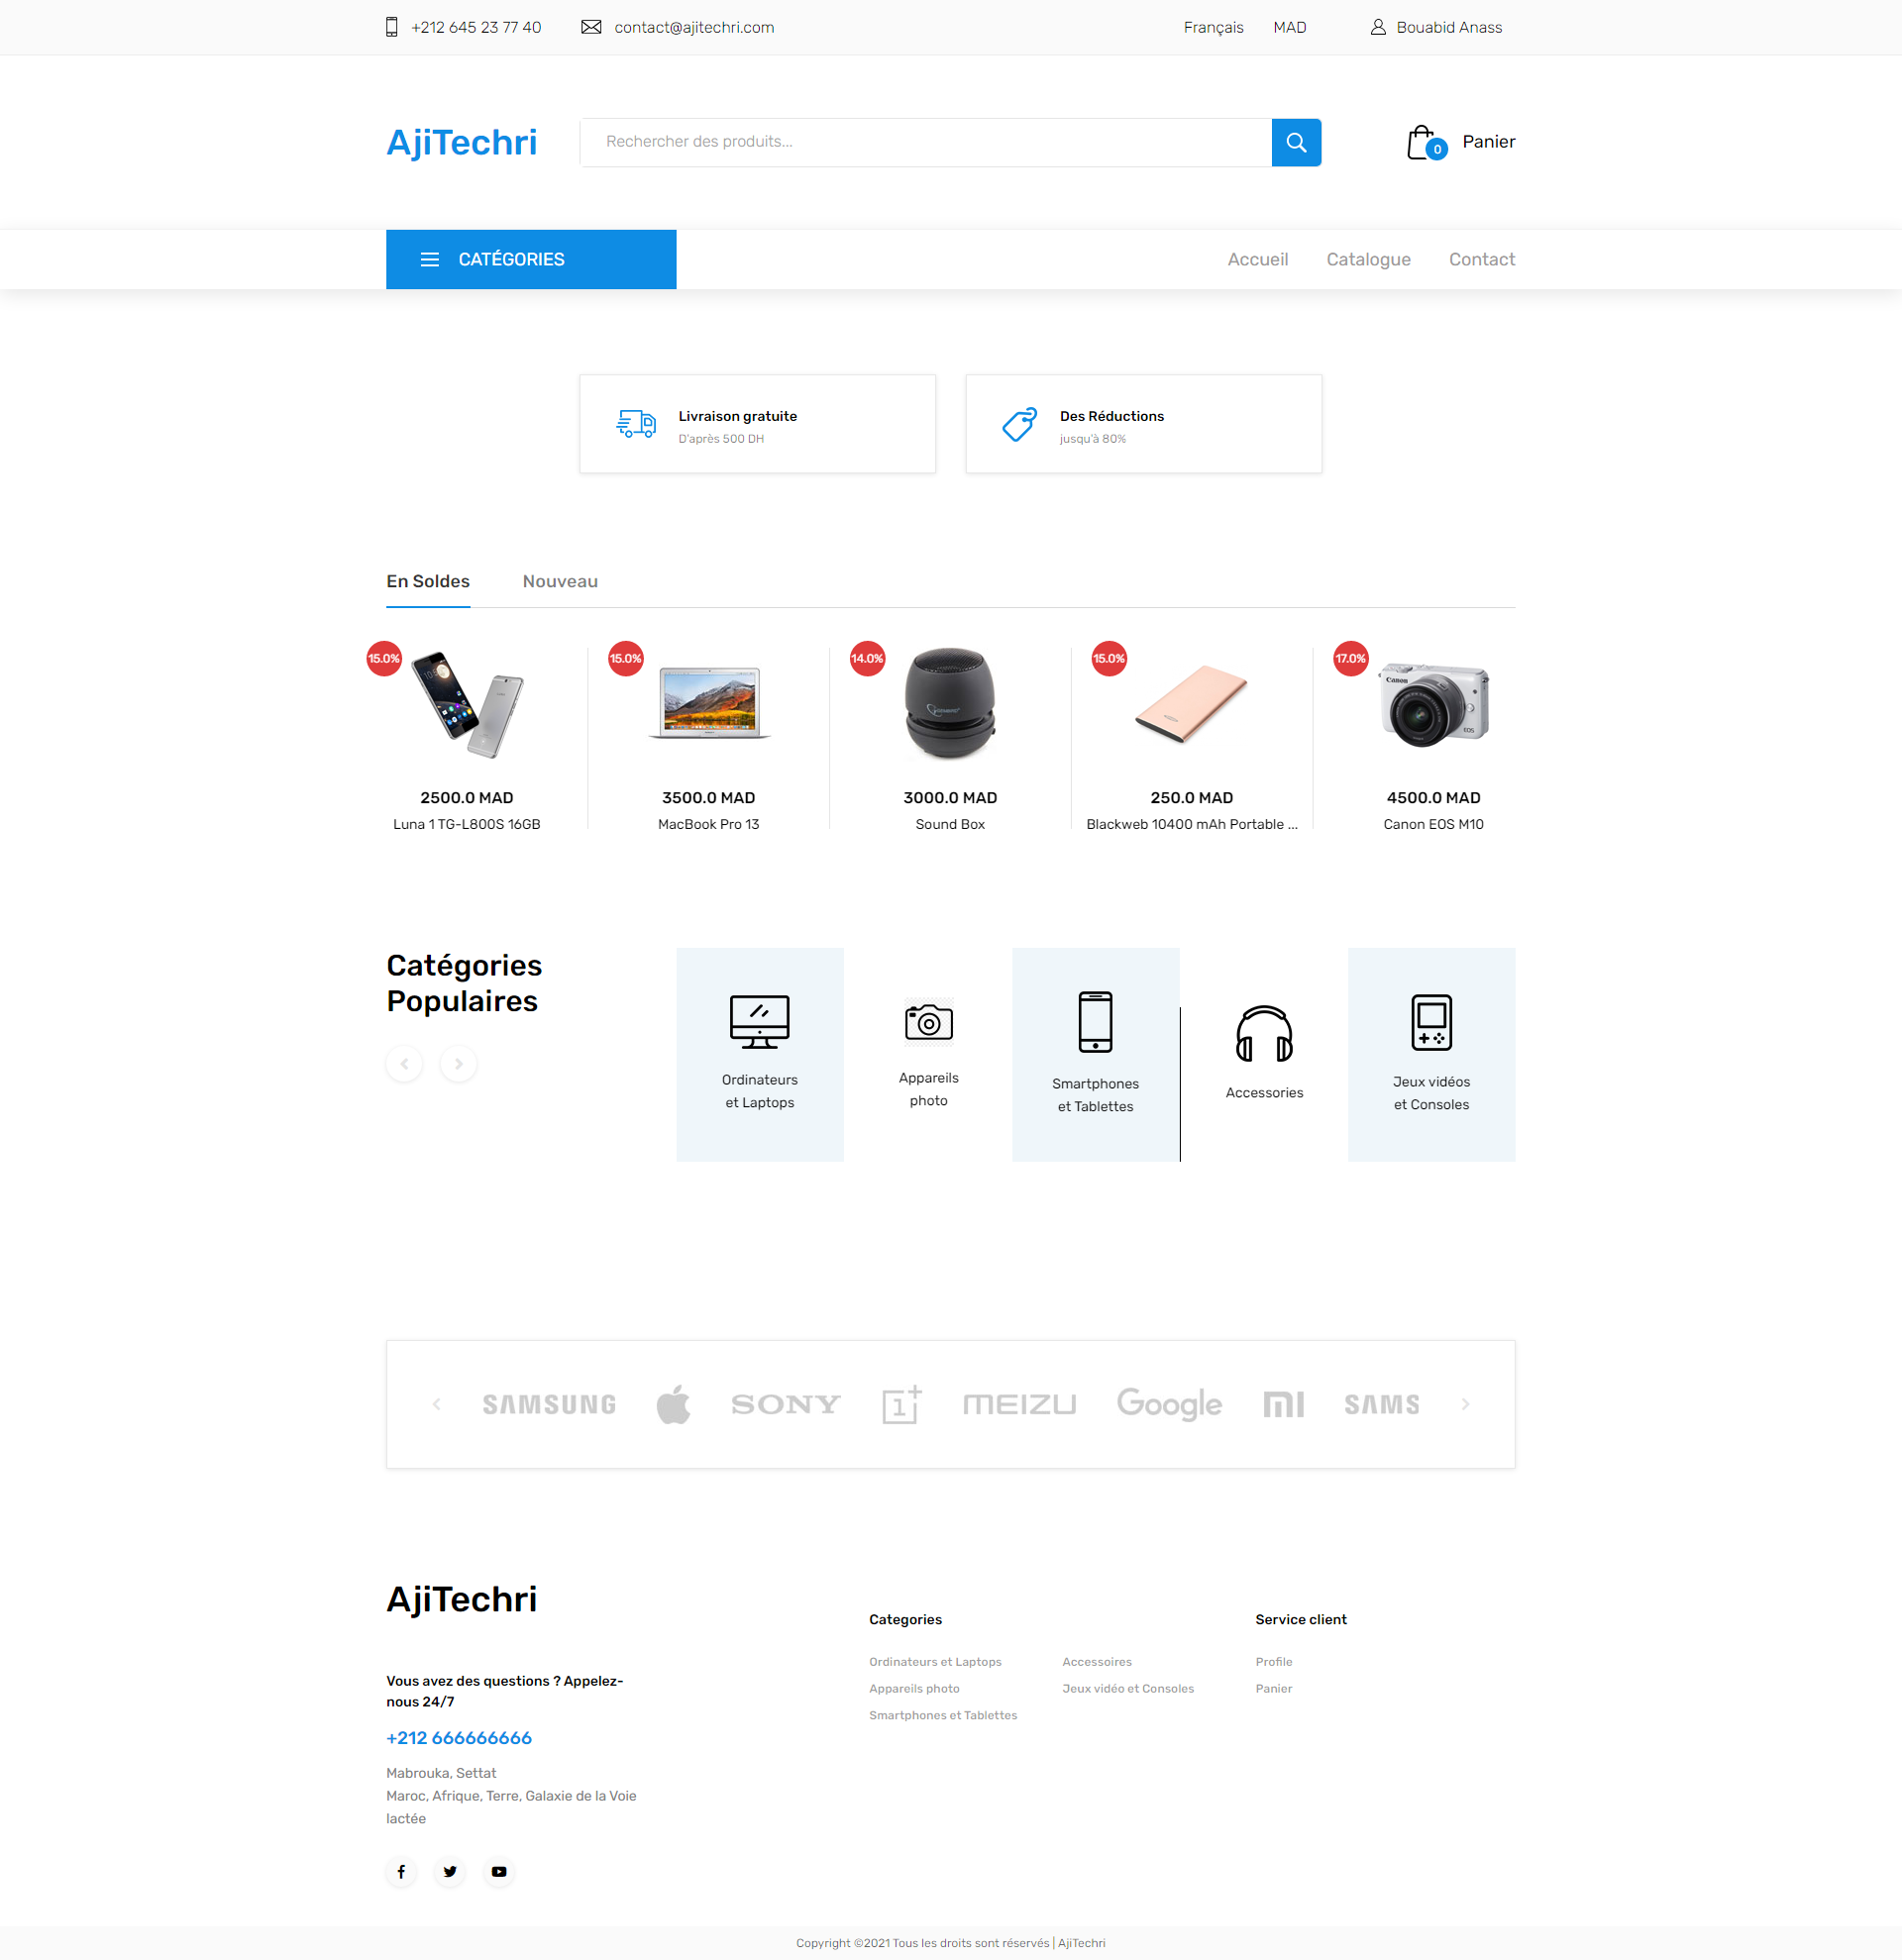 +212 645 23 77 40
contact@ajitechri.com
Français
MAD
Bouabid Anass
AjiTechri
Rechercher des produits...
0
Panier
CATÉGORIES
Accueil
Catalogue
Contact
Livraison gratuite
D'après 500 DH
Des Réductions
jusqu'à 80%
En Soldes
Nouveau
15.0%
2500.0 MAD
Luna 1 TG-L800S 16GB
15.0%
3500.0 MAD
MacBook Pro 13
14.0%
3000.0 MAD
Sound Box
15.0%
250.0 MAD
Blackweb 10400 mAh Portable ...
17.0%
Canon
EOS
4500.0 MAD
Canon EOS M10
Catégories
Populaires
Ordinateurs
et Laptops
Appareils
photo
Smartphones
et Tablettes
Accessories
Jeux vidéos
et Consoles
SAMSUNG
SONY
1+
MEIZU
Google
MI
SAMS
AjiTechri
Vous avez des questions ? Appelez-
nous 24/7
+212 666666666
Mabrouka, Settat
Maroc, Afrique, Terre, Galaxie de la Voie
lactée
Categories
Ordinateurs et Laptops
Appareils photo
Smartphones et Tablettes
Accessoires
Jeux vidéo et Consoles
Service client
Profile
Panier
Copyright ©2021 Tous les droits sont réservés | AjiTechri